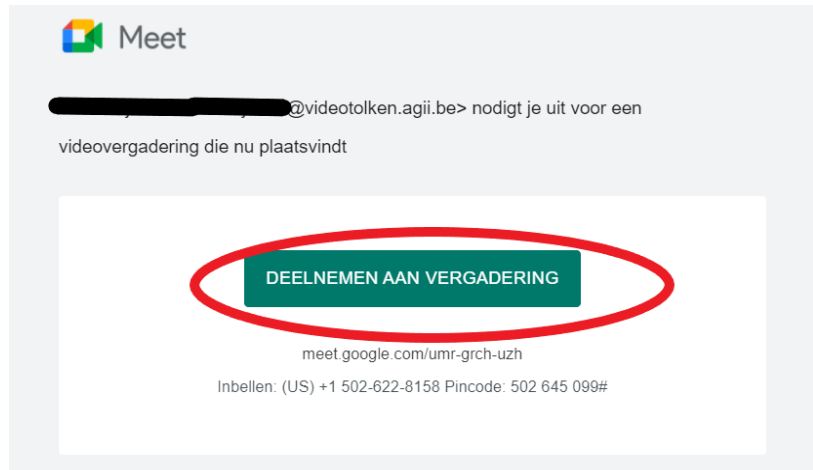 Meet
@videotolken.agii.be> nodigt je uit voor een
videovergadering die nu plaatsvindt
DEELNEMEN AAN VERGADERING
meet.google.com/umr-grch-uzh
Inbellen: (US) +1 502-622-8158 Pincode: 502 645 099#